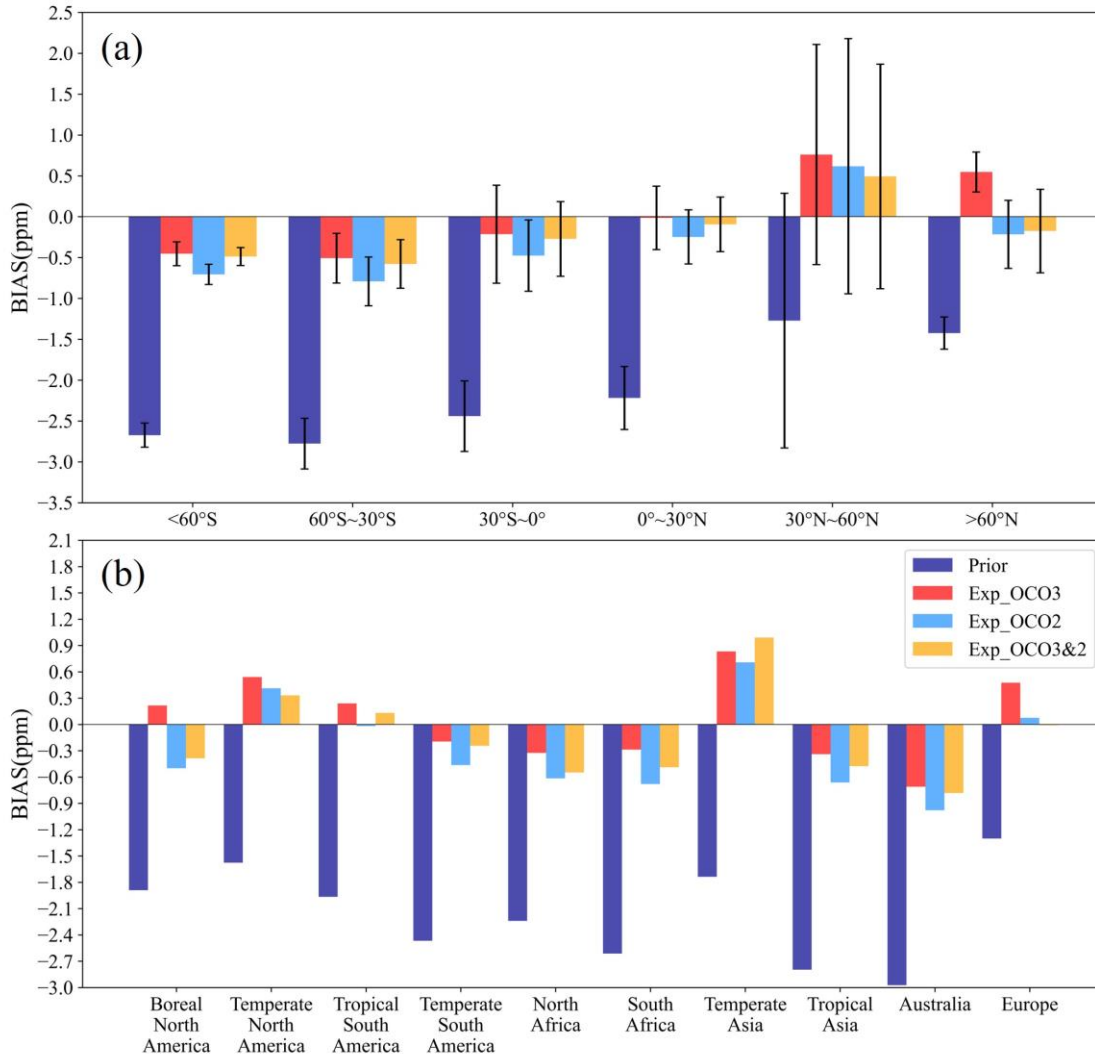 (a)
2.5
2.0
1.5
1.0
0.5
0.0
−0.5
−1.0
−1.5
−2.0
−2.5
−3.0
−3.5
BIAS(ppm)
<60°S
60°S~30°S
30°S~0°
0°~30°N
30°N~60°N
>60°N
(b)
2.1
1.8
1.5
1.2
0.9
0.6
0.3
0.0
−0.3
−0.6
−0.9
−1.2
−1.5
−1.8
−2.1
−2.4
−2.7
−3.0
BIAS(ppm)
Prior
Exp_OCO3
Exp_OCO2
Exp_OCO3&2
Boreal
North
America
Temperate
North
America
Tropical
South
America
Temperate
South
America
North
Africa
South
Africa
Temperate
Asia
Tropical
Asia
Australia
Europe